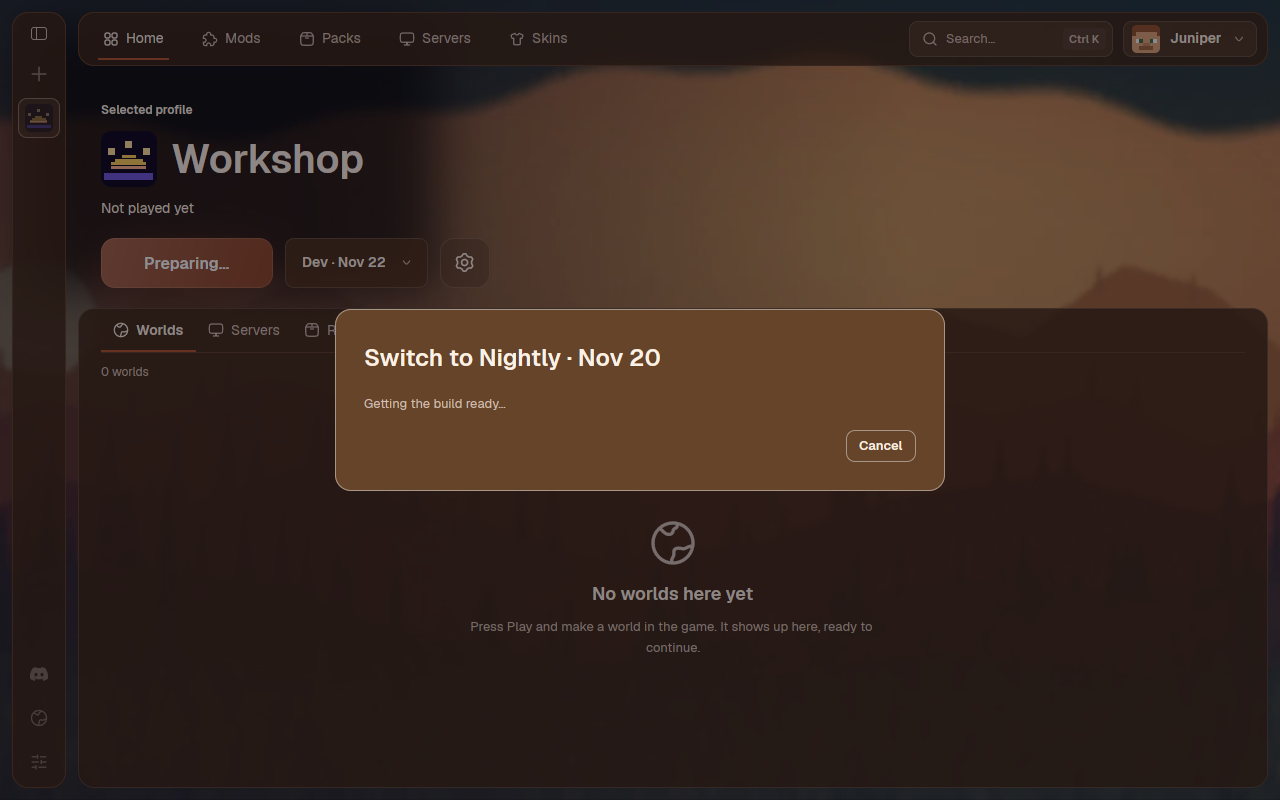 Home
Mods
Packs
Servers
Skins
Search...
Ctrl K
Juniper
Selected profile
Workshop
Not played yet
Preparing...
Dev · Nov 22
Worlds
Servers
0 worlds
Switch to Nightly · Nov 20
Getting the build ready...
Cancel
No worlds here yet
Press Play and make a world in the game. It shows up here, ready to
continue.